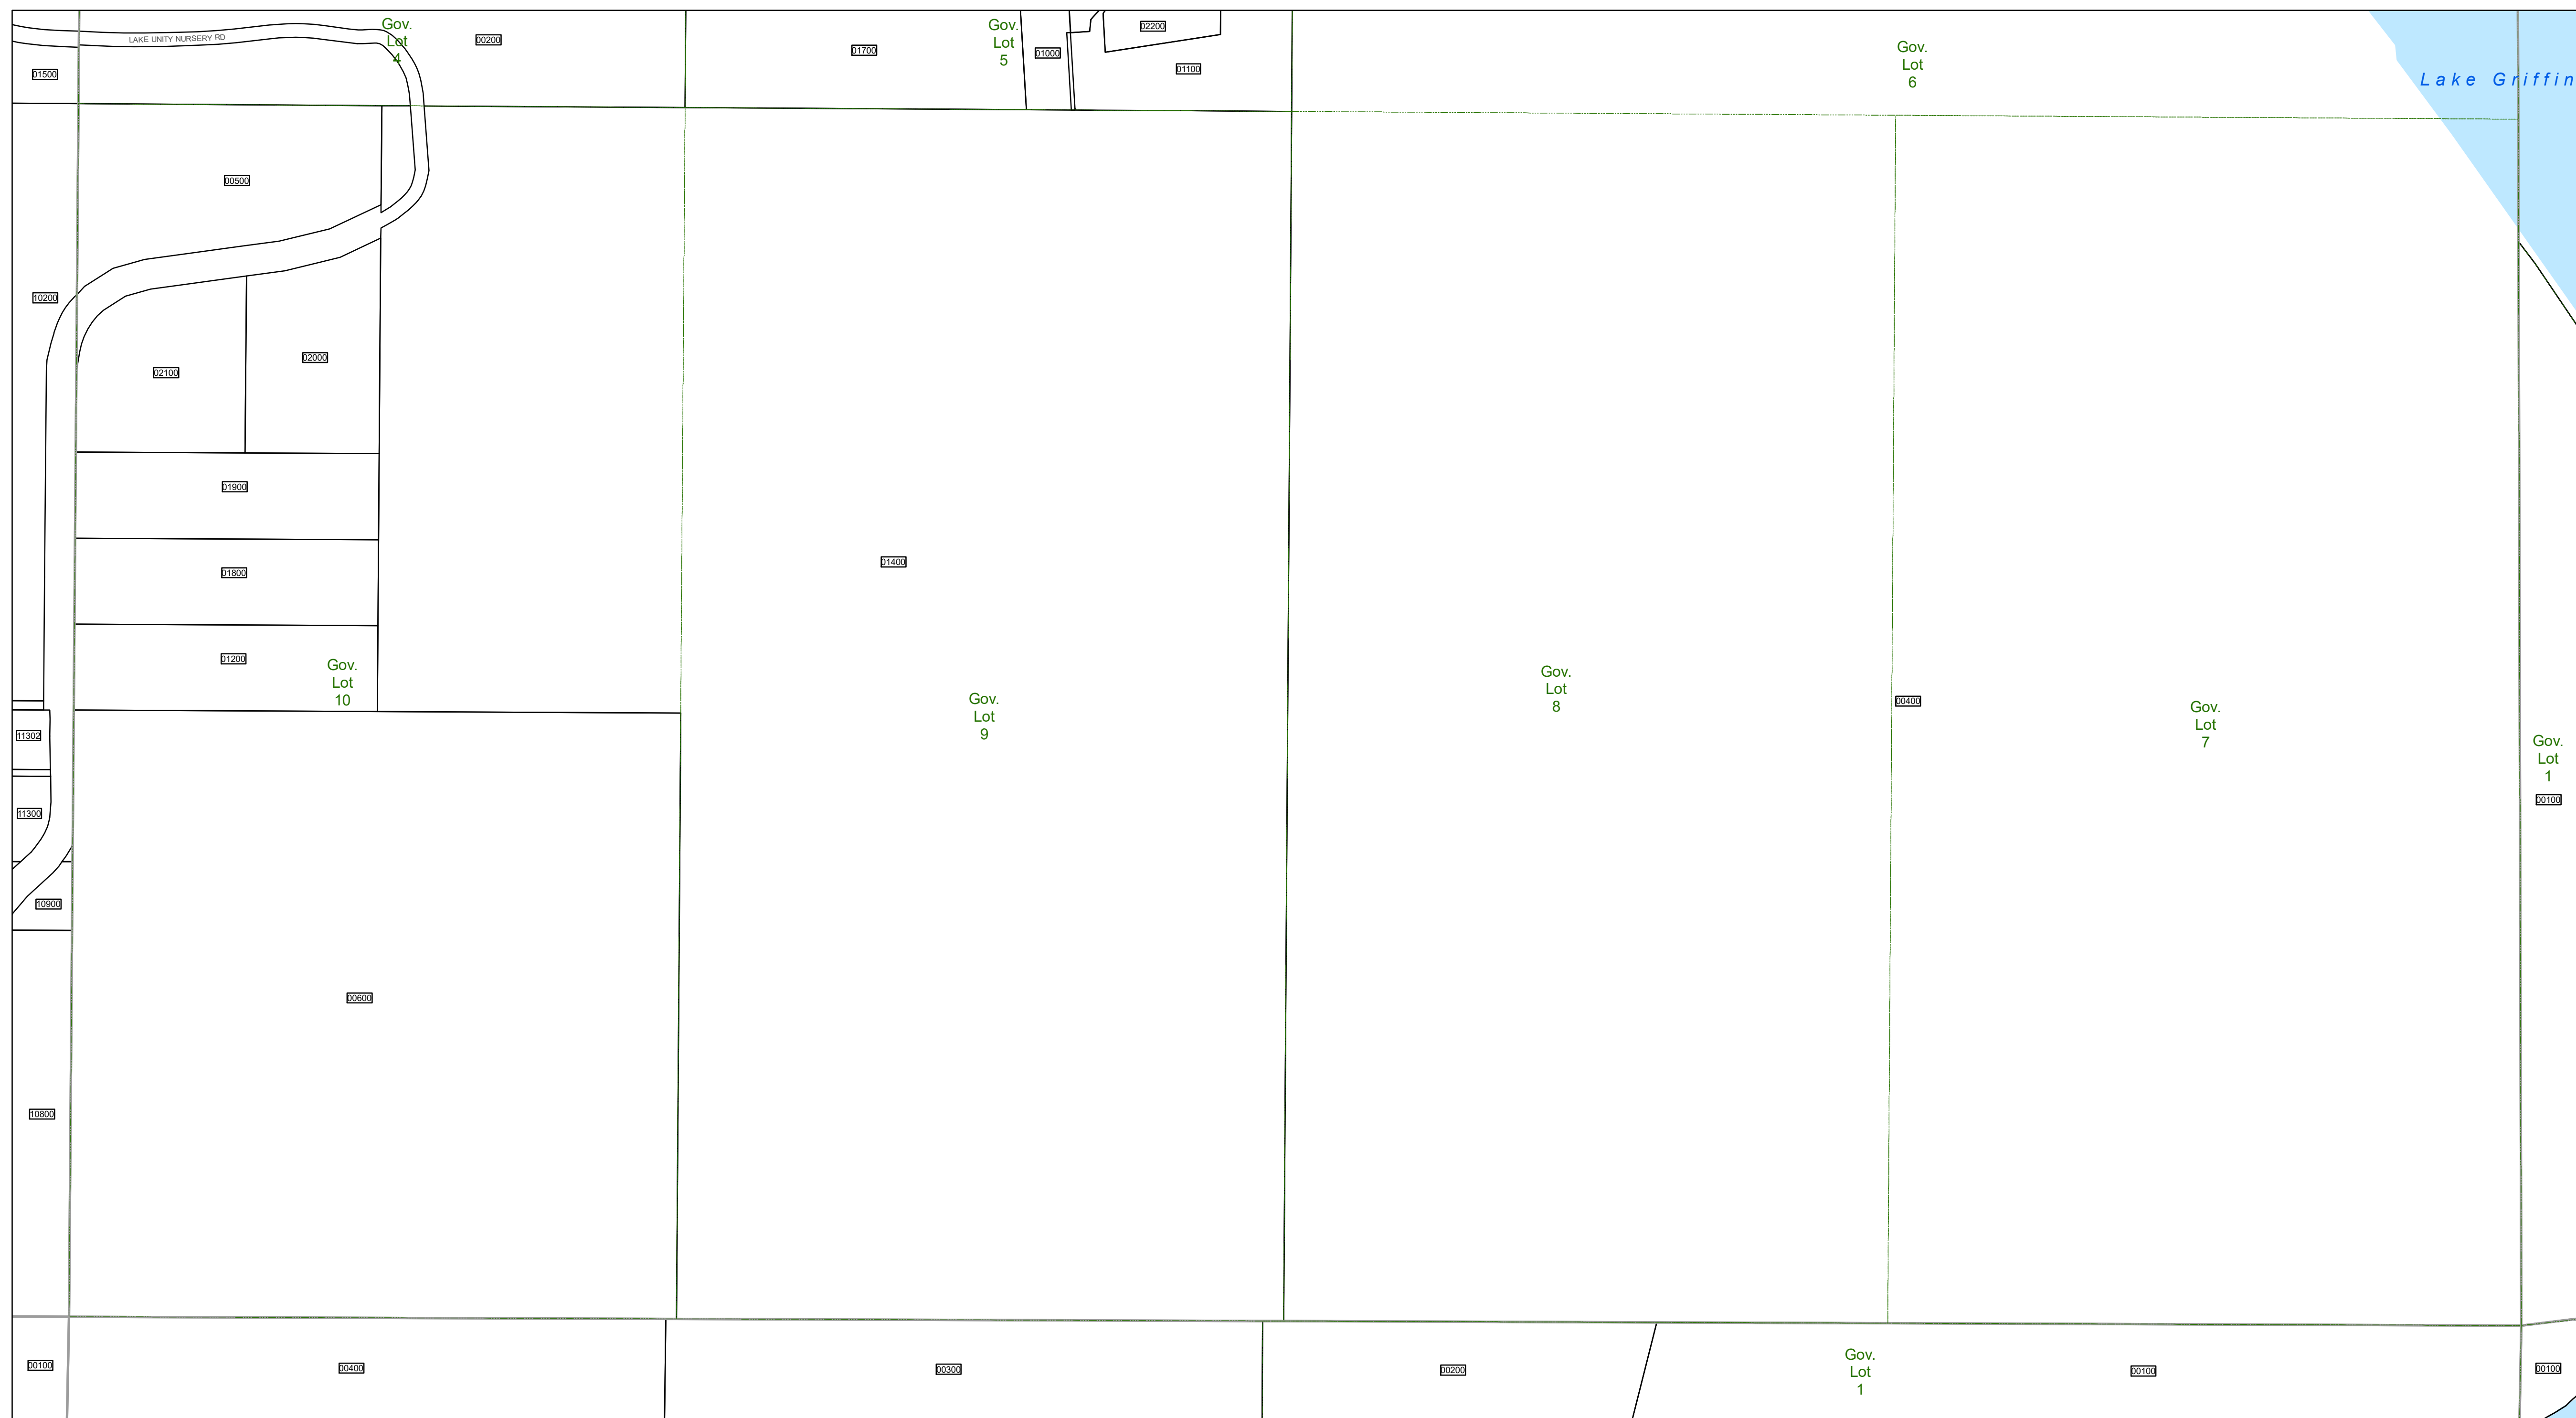 Gov.
Lot
4
LAKE UNITY NURSERY RD
00200
01500
01700
Gov.
Lot
5
01000
02200
01100
Gov.
Lot
6
Lake Griffin
00500
10200
02100
02000
01900
01800
01200
Gov.
Lot
10
01400
Gov.
Lot
9
Gov.
Lot
8
00400
Gov.
Lot
7
Gov.
Lot
1
00100
11302
11300
10900
00600
10800
00100
00400
00300
00200
Gov.
Lot
1
00100
00100